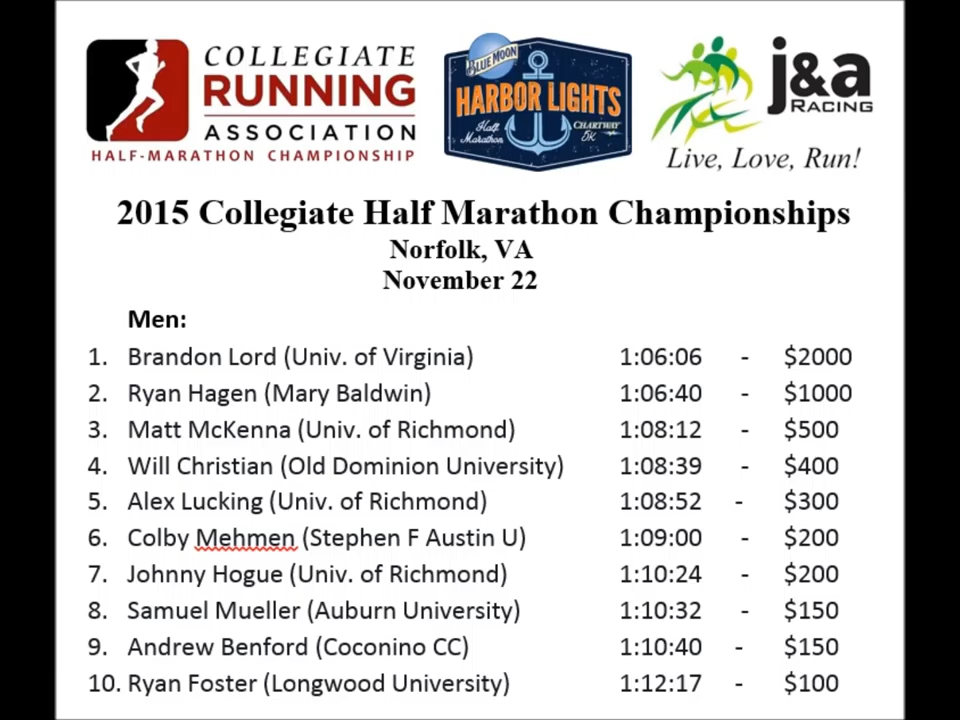 COLLEGIATE
RUNNING
ASSOCIATION
HALF-MARATHON CHAMPIONSHIP
BLUE MOON
HARBOR LIGHTS
Half Marathon
CHARTWAY
5K
j&a
RACING
Live, Love, Run!
2015 Collegiate Half Marathon Championships
Norfolk, VA
November 22
Men:
1. Brandon Lord (Univ. of Virginia) 1:06:06 - $2000
2. Ryan Hagen (Mary Baldwin) 1:06:40 - $1000
3. Matt McKenna (Univ. of Richmond) 1:08:12 - $500
4. Will Christian (Old Dominion University) 1:08:39 - $400
5. Alex Lucking (Univ. of Richmond) 1:08:52 - $300
6. Colby Mehmen (Stephen F Austin U) 1:09:00 - $200
7. Johnny Hogue (Univ. of Richmond) 1:10:24 - $200
8. Samuel Mueller (Auburn University) 1:10:32 - $150
9. Andrew Benford (Coconino CC) 1:10:40 - $150
10. Ryan Foster (Longwood University) 1:12:17 - $100